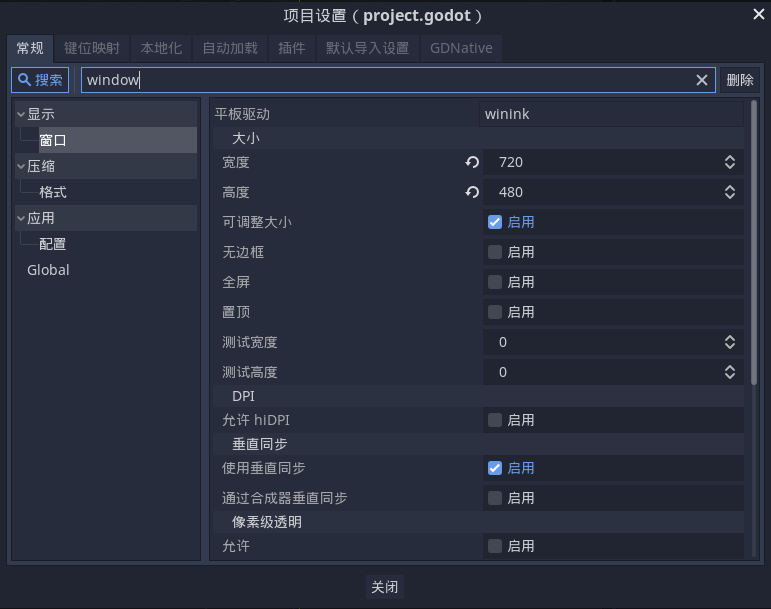 项目设置（project.godot）
常规 键位映射 本地化 自动加载 插件 默认导入设置 GDNative
搜索 window 删除
显示
窗口
压缩
格式
应用
配置
Global
平板驱动 winink
大小
宽度 720
高度 480
可调整大小 启用
无边框 启用
全屏 启用
置顶 启用
测试宽度 0
测试高度 0
DPI
允许 hiDPI 启用
垂直同步
使用垂直同步 启用
通过合成器垂直同步 启用
像素级透明
允许 启用
关闭